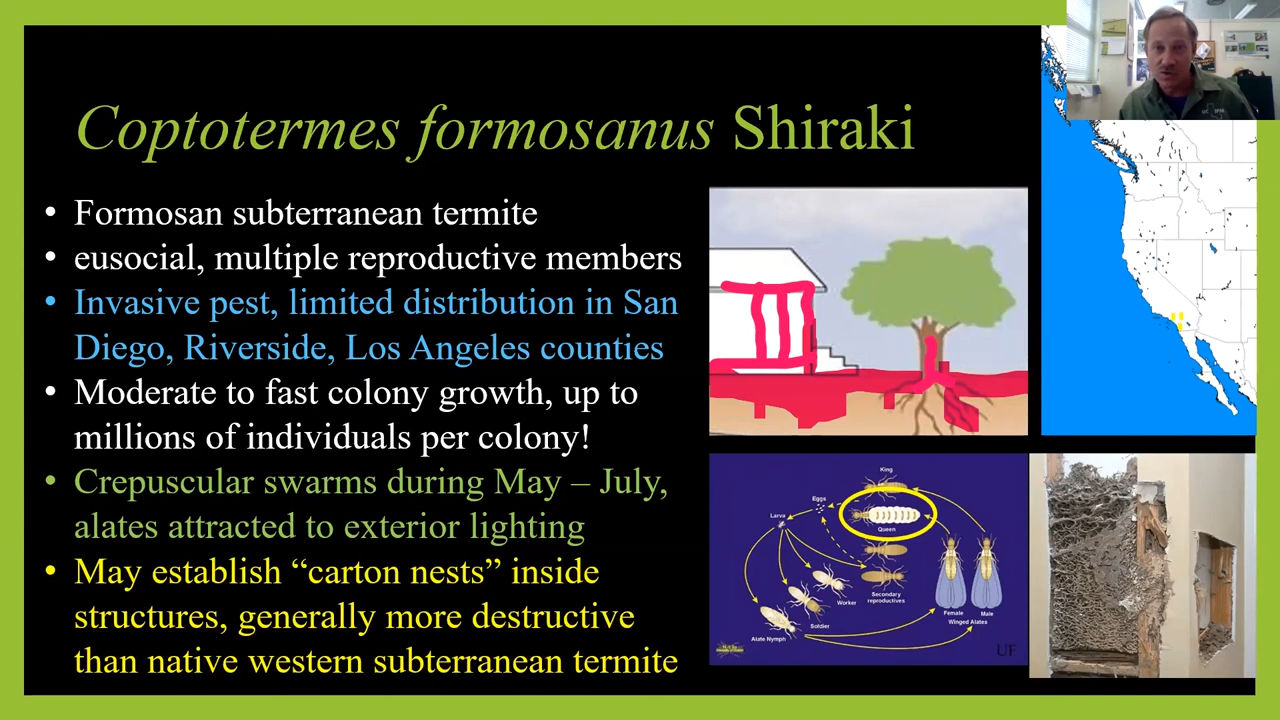 Coptotermes formosanus Shiraki
• Formosan subterranean termite
• eusocial, multiple reproductive members
• Invasive pest, limited distribution in San
Diego, Riverside, Los Angeles counties
• Moderate to fast colony growth, up to
millions of individuals per colony!
• Crepuscular swarms during May – July,
alates attracted to exterior lighting
• May establish “carton nests” inside
structures, generally more destructive
than native western subterranean termite
King
Eggs
Queen
Larva
Secondary
reproductives
Worker
Soldier
Alate Nymph
Female
Male
Winged Alates
UF